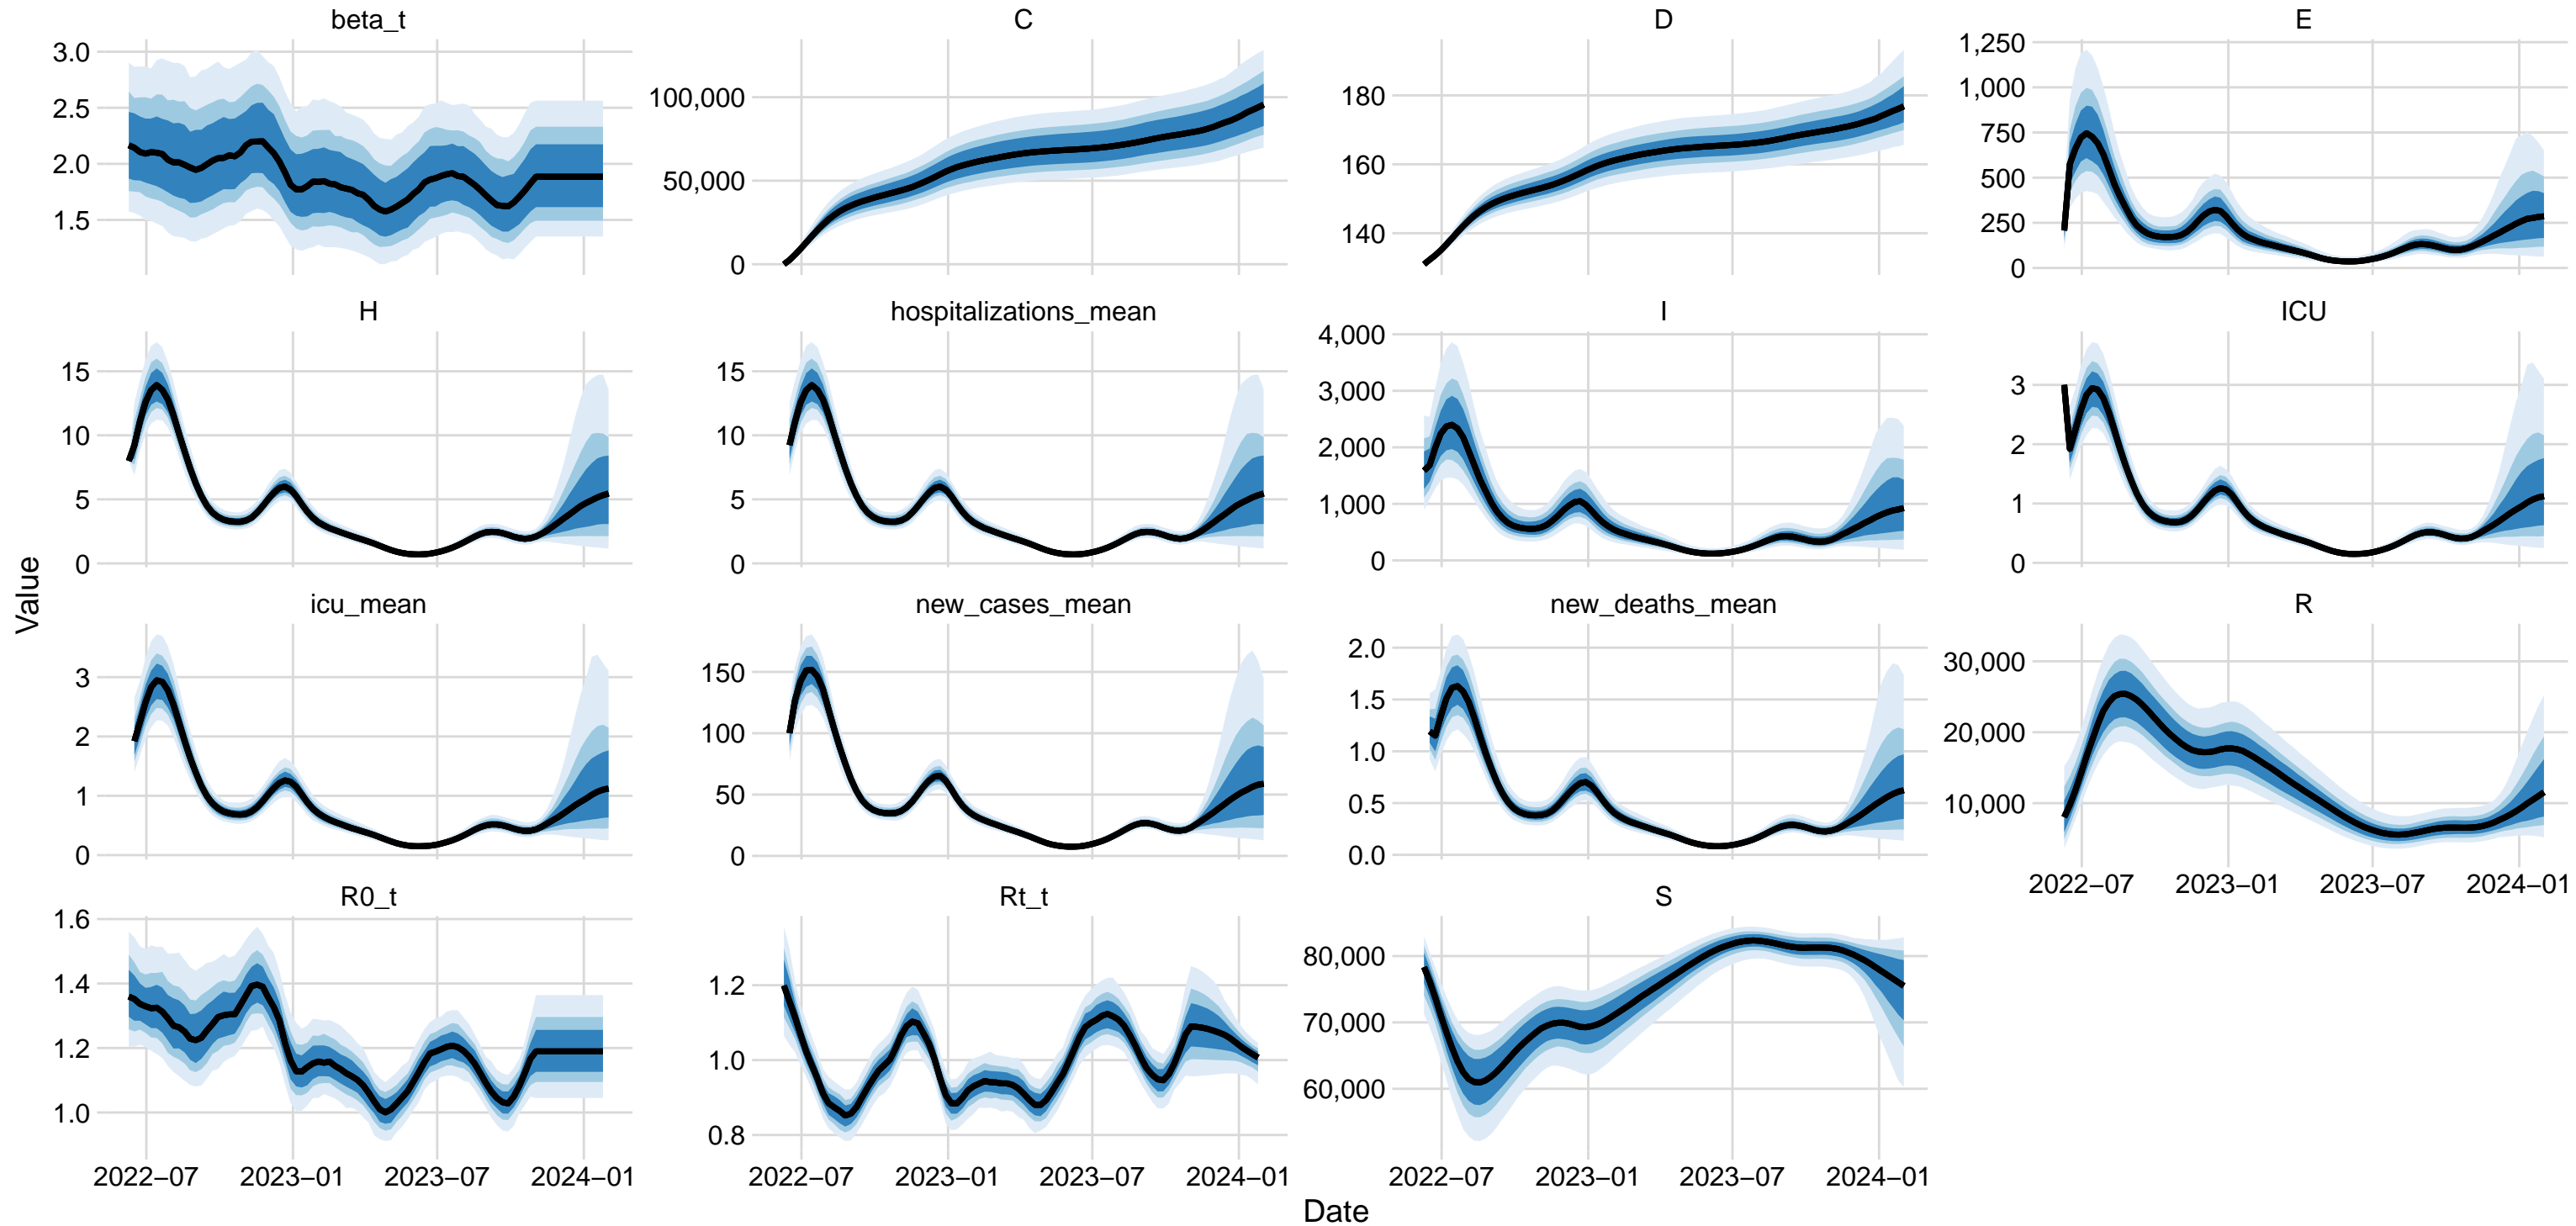 beta_t
3.0
2.5
2.0
1.5
C
100,000
50,000
0
D
180
160
140
E
1,250
1,000
750
500
250
0
H
15
10
5
0
hospitalizations_mean
15
10
5
0
I
4,000
3,000
2,000
1,000
0
ICU
3
2
1
0
Value
icu_mean
3
2
1
0
new_cases_mean
150
100
50
0
new_deaths_mean
2.0
1.5
1.0
0.5
0.0
R
30,000
20,000
10,000
2022−07 2023−01 2023−07 2024−01
R0_t
1.6
1.4
1.2
1.0
2022−07 2023−01 2023−07 2024−01
Rt_t
1.2
1.0
0.8
2022−07 2023−01 2023−07 2024−01
S
80,000
70,000
60,000
2022−07 2023−01 2023−07 2024−01
Date